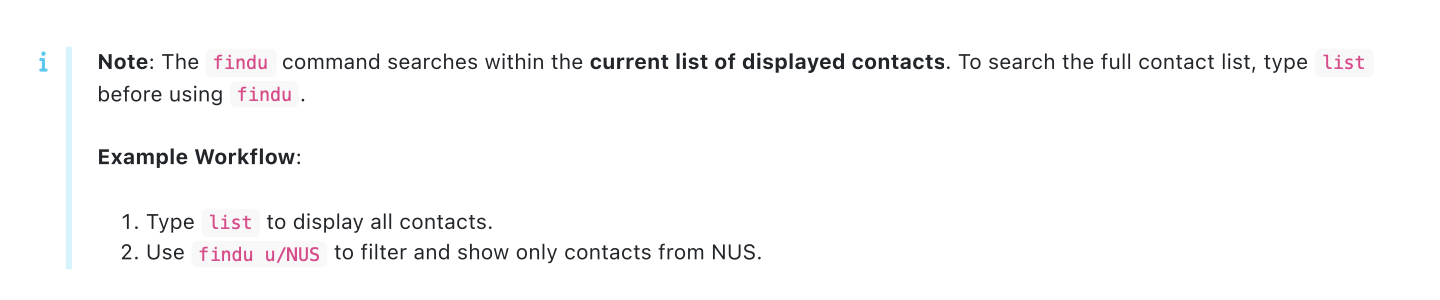 Note: The findu command searches within the current list of displayed contacts. To search the full contact list, type list
before using findu.
Example Workflow:
1. Type list to display all contacts.
2. Use findu u/NUS to filter and show only contacts from NUS.